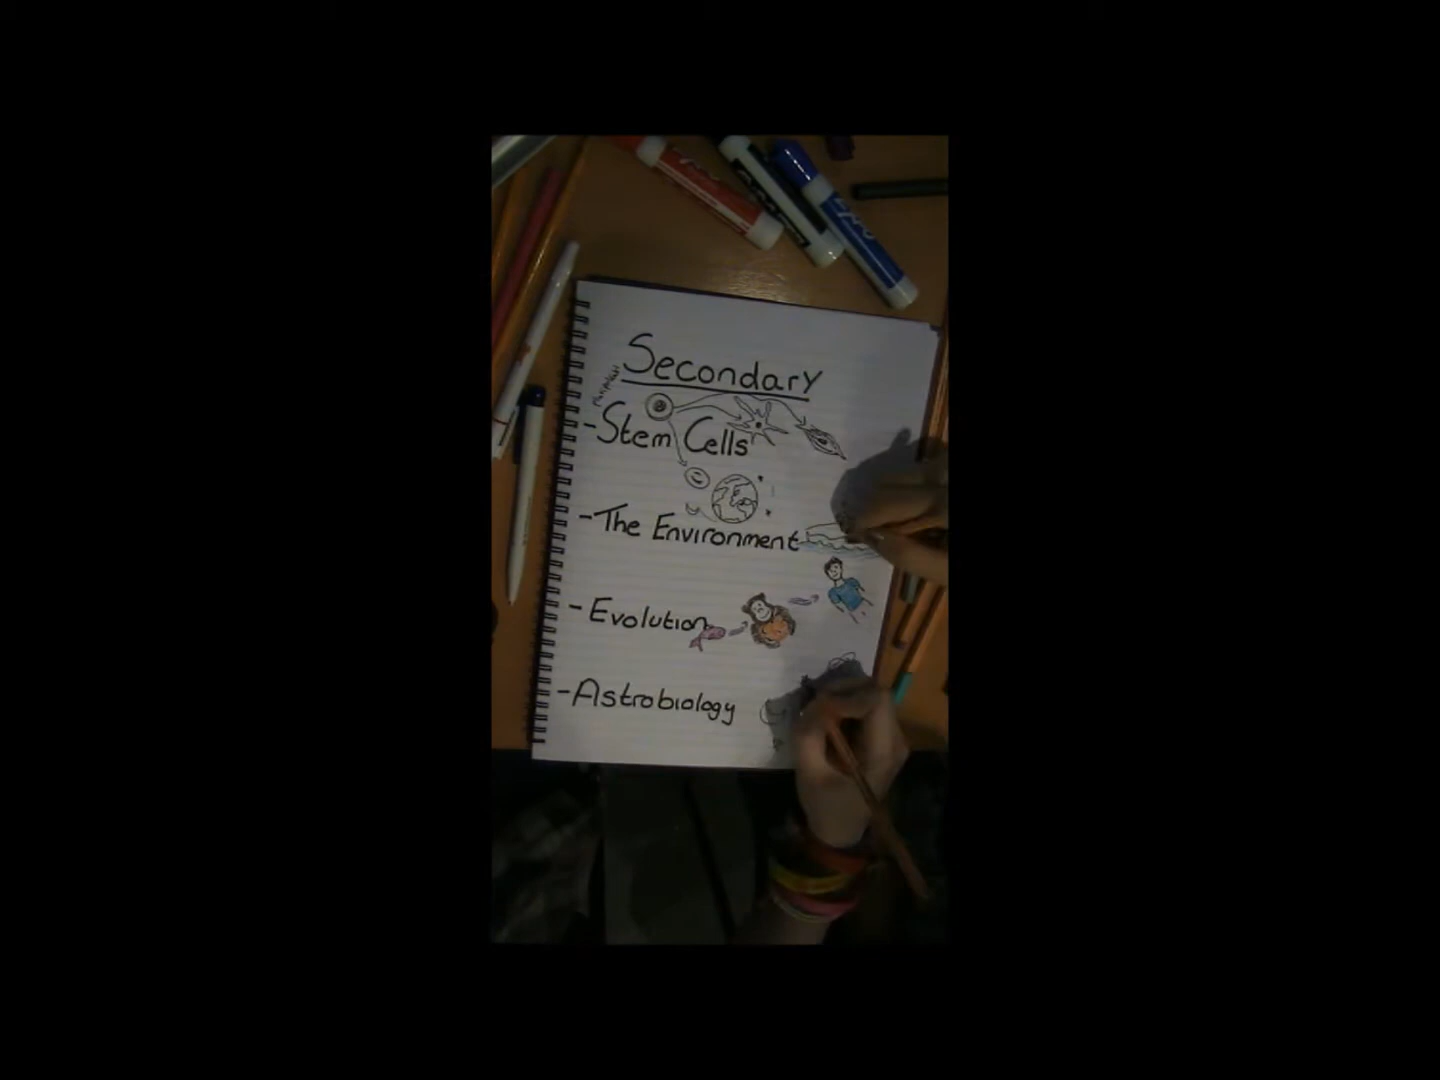 Secondary
- Stem Cells
- The Environment
- Evolution
- Astrobiology